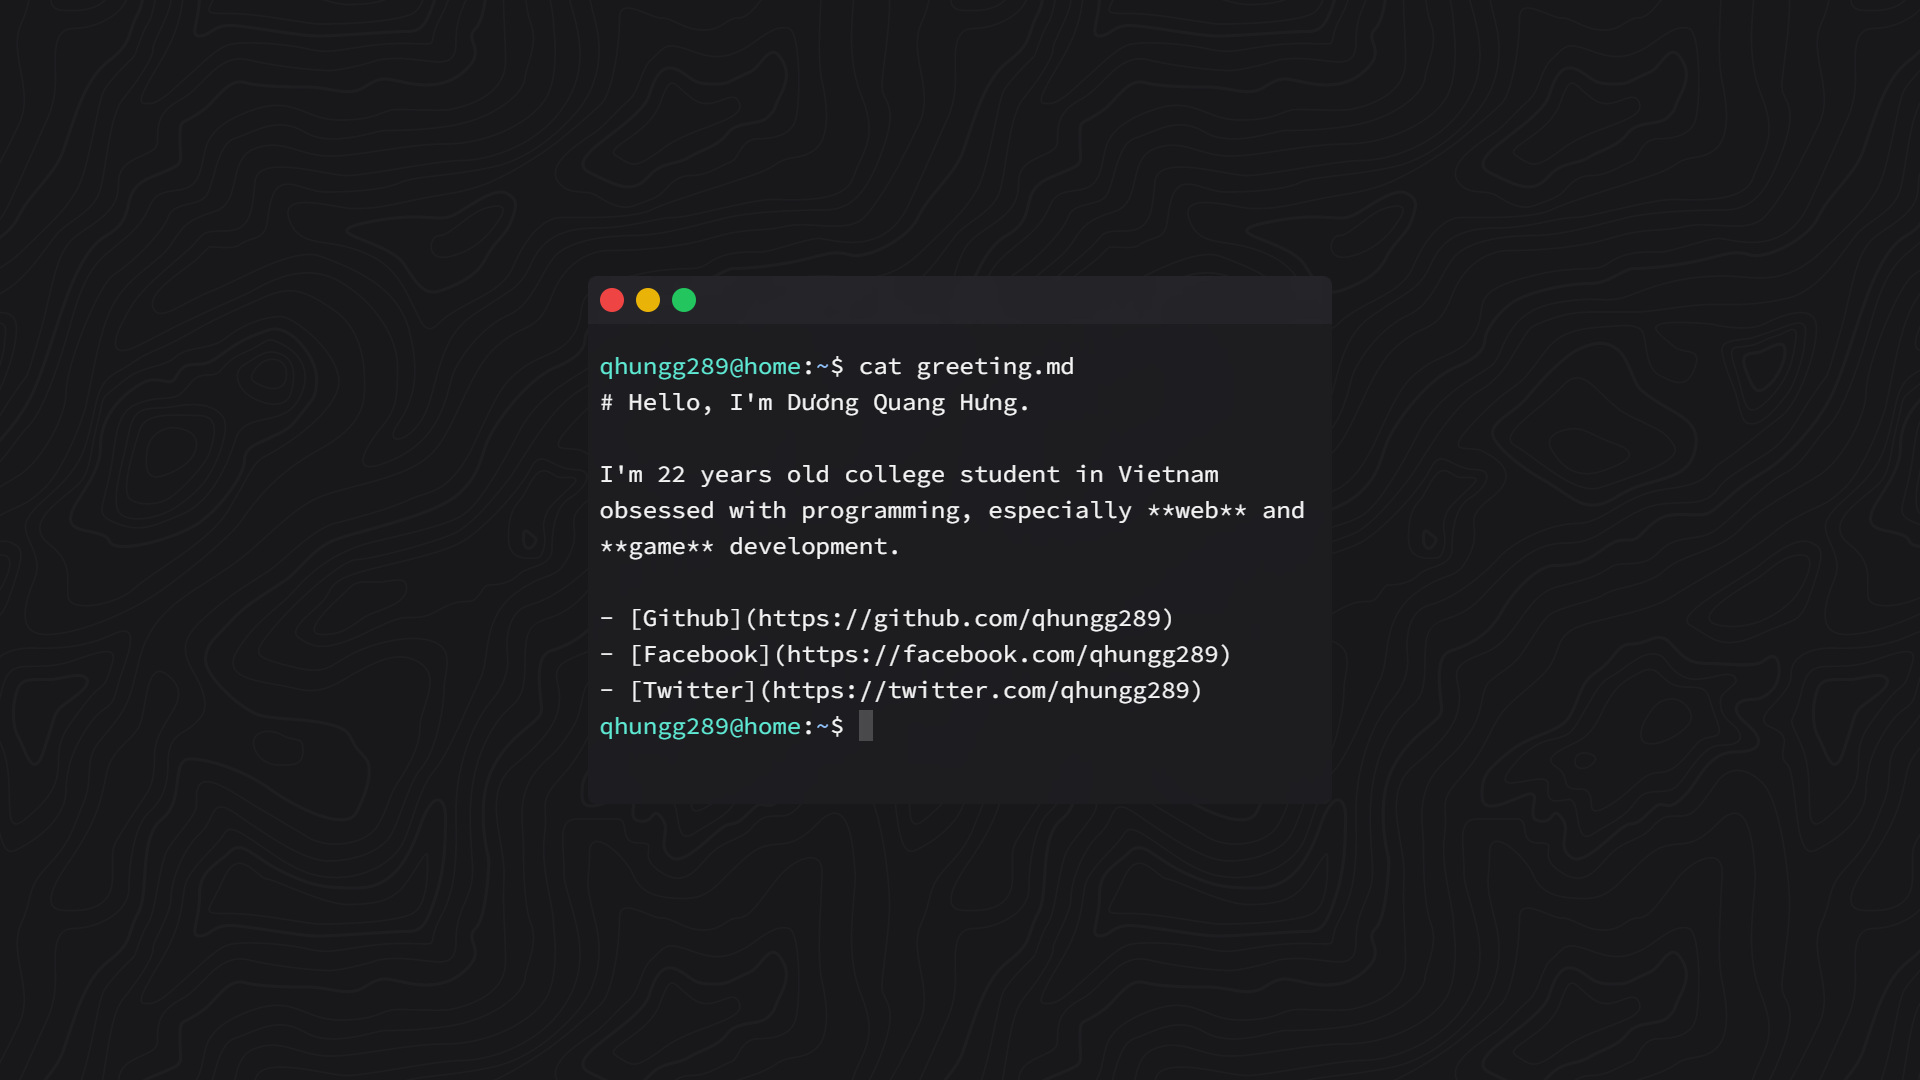 qhungg289@home:~$ cat greeting.md
# Hello, I'm Dương Quang Hưng.
I'm 22 years old college student in Vietnam
obsessed with programming, especially **web** and
**game** development.
- [Github](https://github.com/qhungg289)
- [Facebook](https://facebook.com/qhungg289)
- [Twitter](https://twitter.com/qhungg289)
qhungg289@home:~$